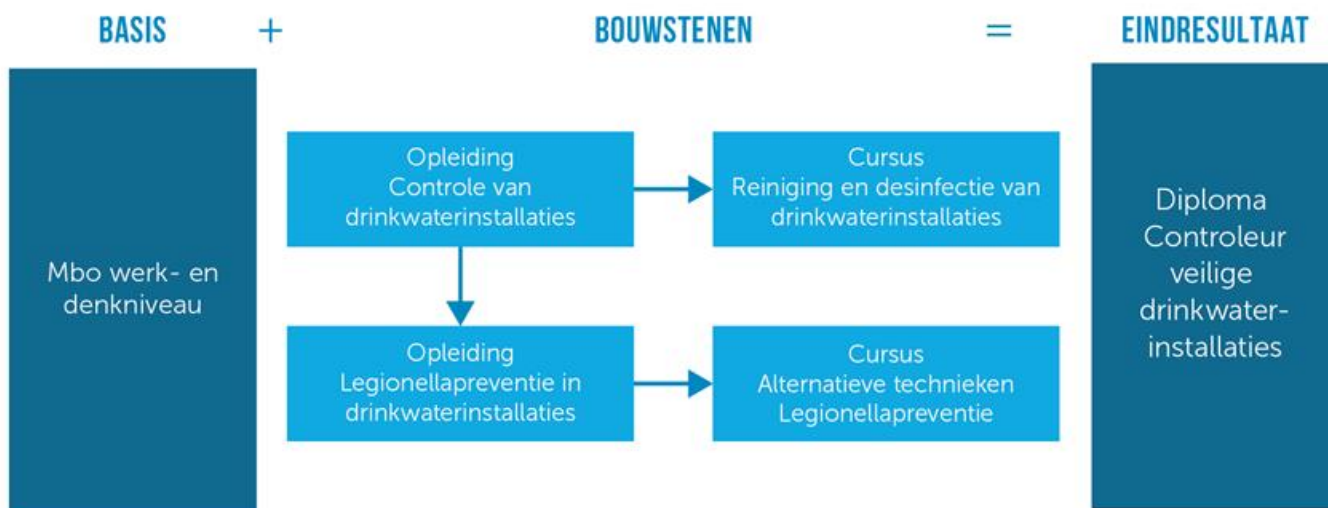 BASIS + BOUWSTENEN = EINDRESULTAAT
Mbo werk- en
denkniveau
Opleiding
Controle van
drinkwaterinstallaties
Cursus
Reiniging en desinfectie van
drinkwaterinstallaties
Opleiding
Legionellapreventie in
drinkwaterinstallaties
Cursus
Alternatieve technieken
Legionellapreventie
Diploma
Controleur
veilige
drinkwater-
installaties